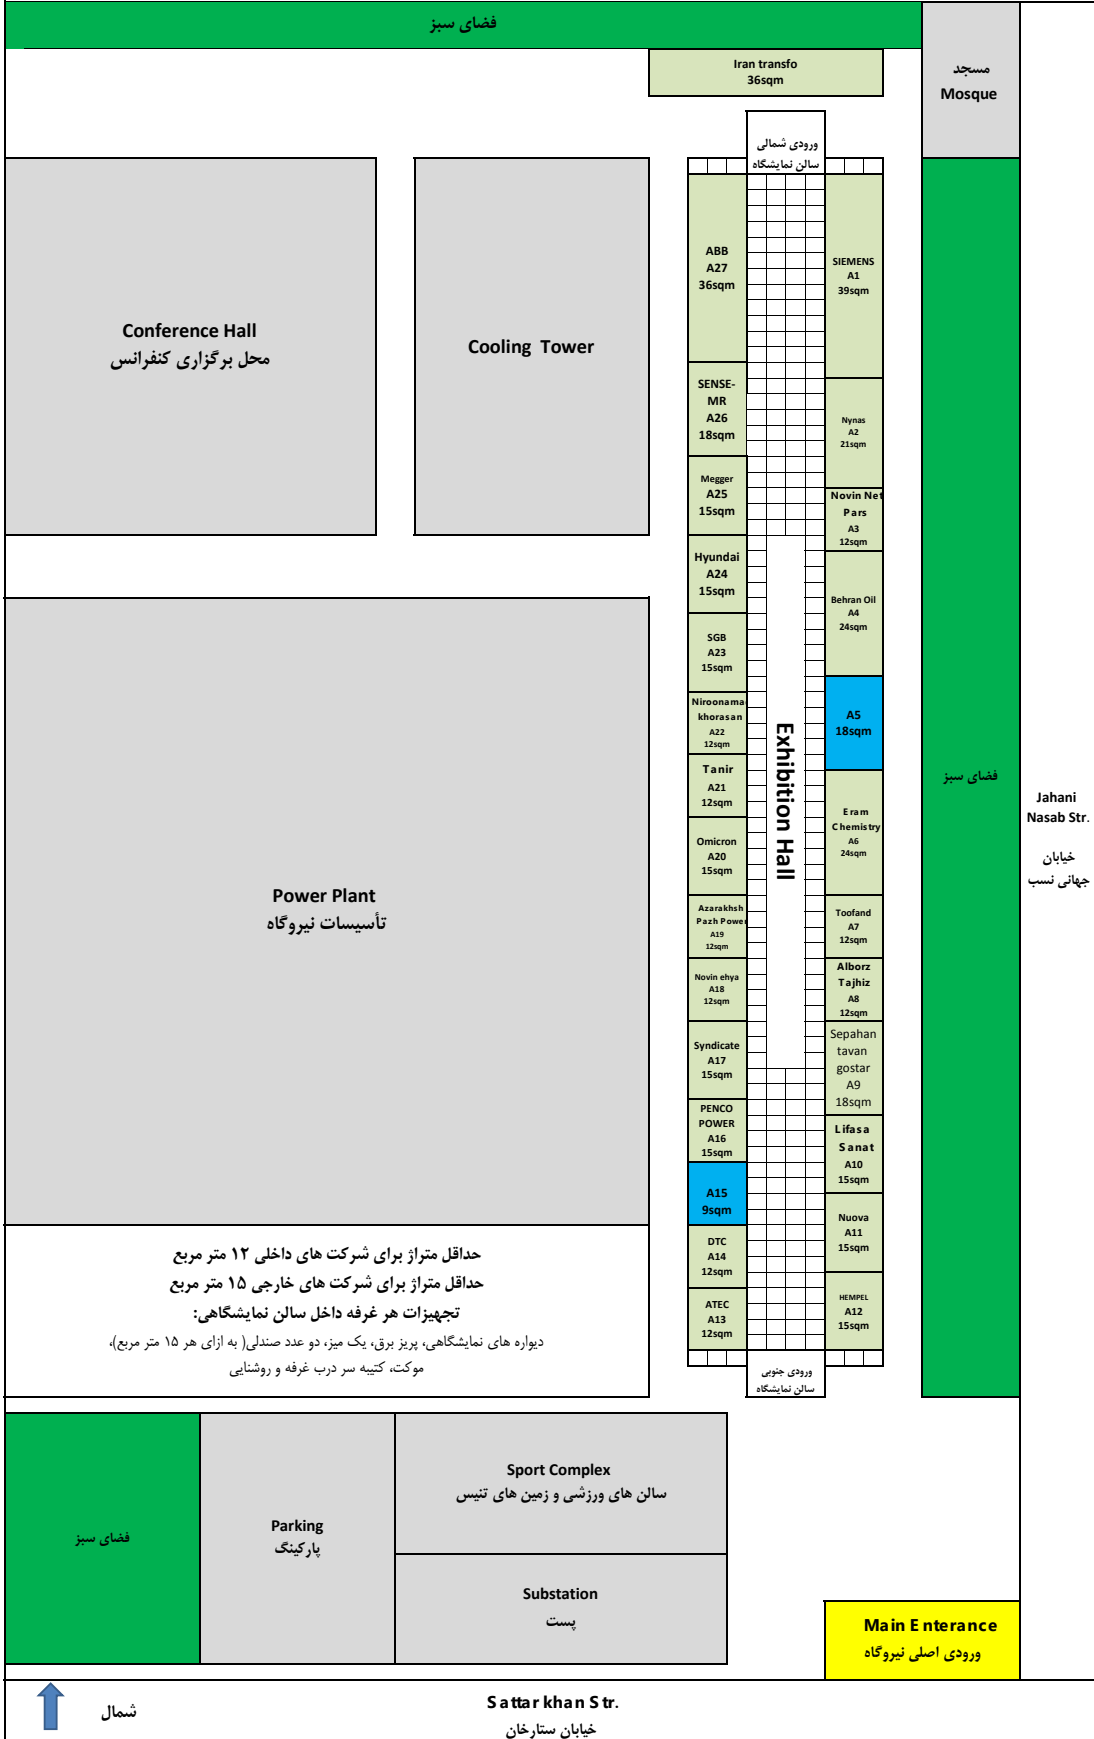 فضای سبز
Iran transfo
36sqm
مسجد
Mosque
ورودی شمالی
سالن نمایشگاه
Conference Hall
محل برگزاری کنفرانس
Cooling Tower
ABB
A27
36sqm
SENSE-
MR
A26
18sqm
Megger
A25
15sqm
Hyundai
A24
15sqm
SGB
A23
15sqm
Niroonama
khorasan
A22
12sqm
Tanir
A21
12sqm
Omicron
A20
15sqm
Azarakhsh
Pazh Power
A19
12sqm
Novin ehya
A18
12sqm
Syndicate
A17
15sqm
PENCO
POWER
A16
15sqm
A15
9sqm
DTC
A14
12sqm
ATEC
A13
12sqm
Exhibition Hall
SIEMENS
A1
39sqm
Nynas
A2
21sqm
Novin Net
Pars
A3
12sqm
Behran Oil
A4
24sqm
A5
18sqm
Eram
Chemistry
A6
24sqm
Toofand
A7
12sqm
Alborz
Tajhiz
A8
12sqm
Sepahan
tavan
gostar
A9
18sqm
Lifasa
Sanat
A10
15sqm
Nuova
A11
15sqm
HEMPEL
A12
15sqm
ورودی جنوبی
سالن نمایشگاه
فضای سبز
Jahani
Nasab Str.
خیابان
جهانی نسب
Power Plant
تأسیسات نیروگاه
حداقل متراژ برای شرکت های داخلی ۱۲ متر مربع
حداقل متراژ برای شرکت های خارجی ۱۵ متر مربع
تجهیزات هر غرفه داخل سالن نمایشگاهی:
دیواره های نمایشگاهی، پریز برق، یک میز، دو عدد صندلی( به ازای هر ۱۵ متر مربع)،
موکت، کتیبه سر درب غرفه و روشنایی
فضای سبز
Parking
پارکینگ
Sport Complex
سالن های ورزشی و زمین های تنیس
Substation
پست
Main Enterance
ورودی اصلی نیروگاه
شمال
Sattar khan Str.
خیابان ستارخان